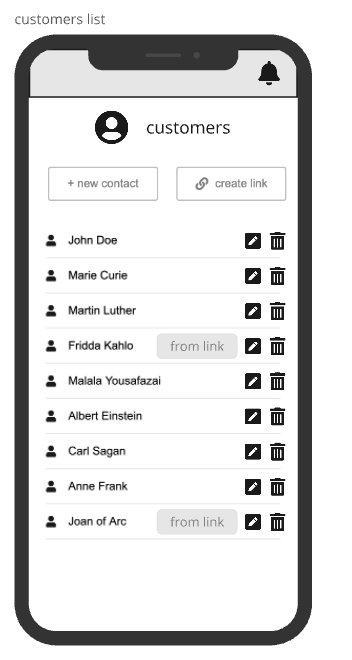 customers list
customers
+ new contact
create link
John Doe
Marie Curie
Martin Luther
Fridda Kahlo from link
Malala Yousafazai
Albert Einstein
Carl Sagan
Anne Frank
Joan of Arc from link